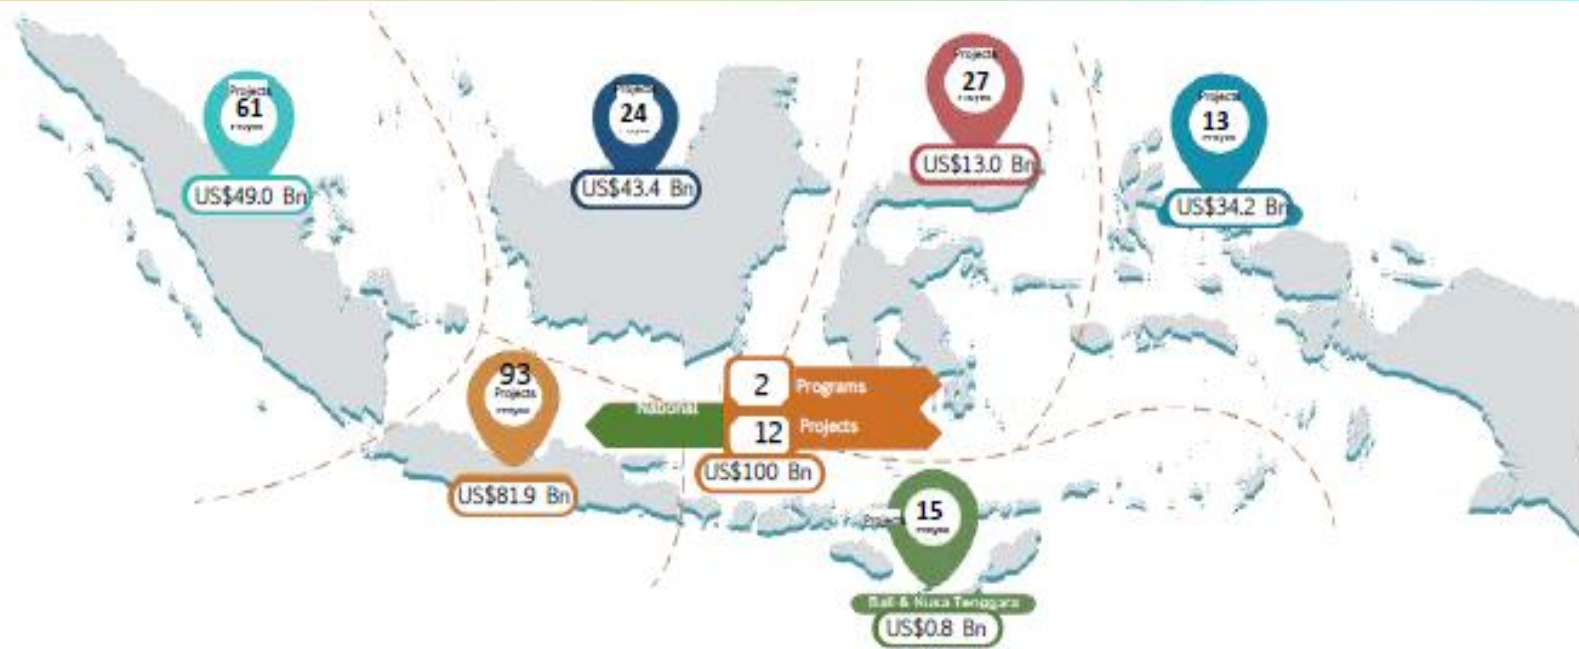 Projects
61
US$49.0 Bn
Projects
24
US$43.4 Bn
Projects
27
US$13.0 Bn
Projects
13
US$34.2 Bn
93
Projects
US$81.9 Bn
National
2 Programs
12 Projects
US$100 Bn
Projects 15
Bali & Nusa Tenggara
US$0.8 Bn